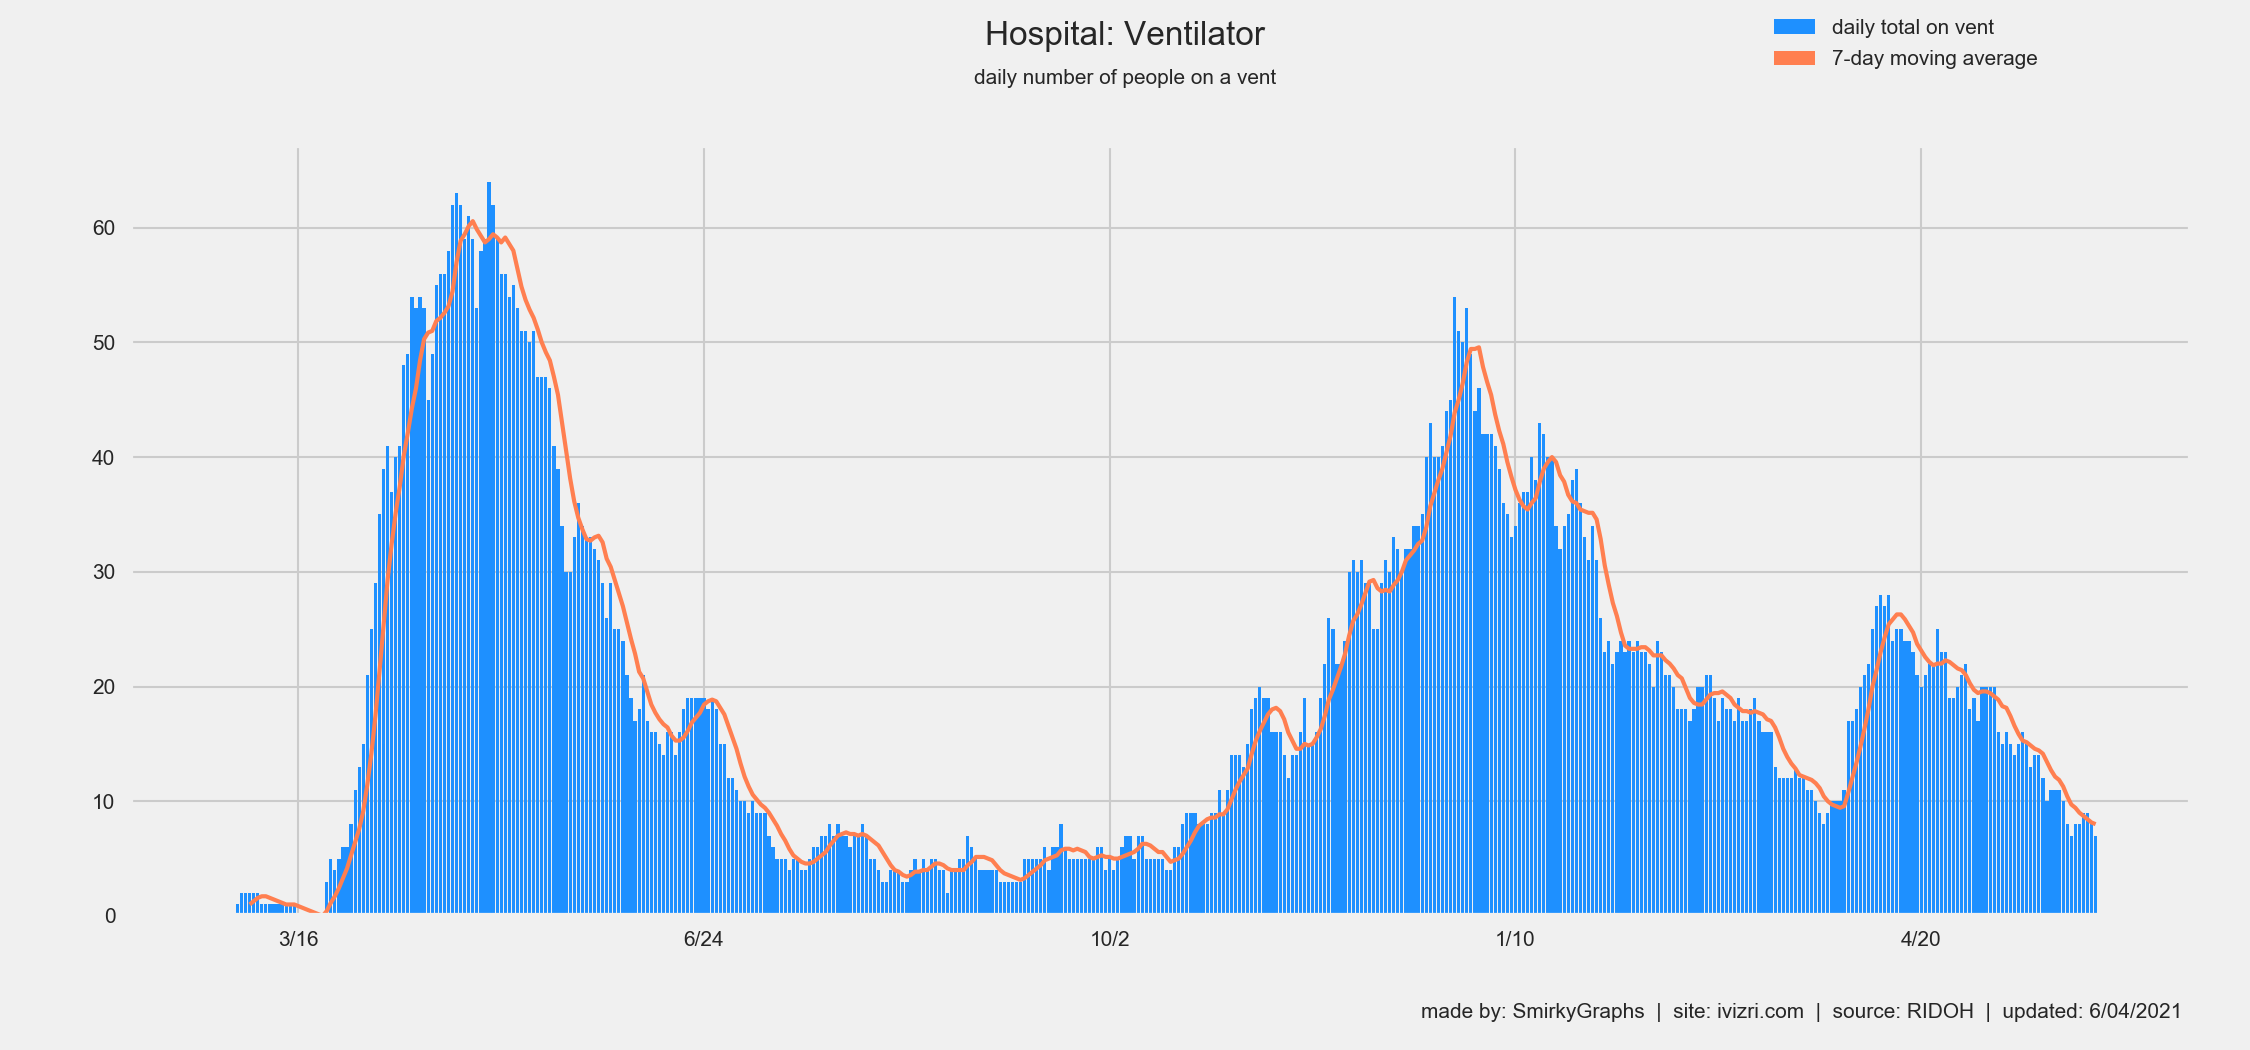 Hospital: Ventilator
daily number of people on a vent
daily total on vent
7-day moving average
60
50
40
30
20
10
0
3/16 6/24 10/2 1/10 4/20
made by: SmirkyGraphs | site: ivizri.com | source: RIDOH | updated: 6/04/2021